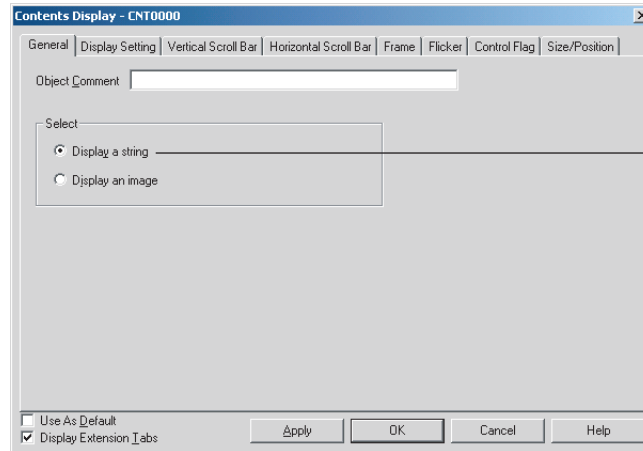 Contents Display - CNT0000
General Display Setting Vertical Scroll Bar Horizontal Scroll Bar Frame Flicker Control Flag Size/Position
Object Comment
Select
Display a string
Display an image
Use As Default
Display Extension Tabs
Apply OK Cancel Help